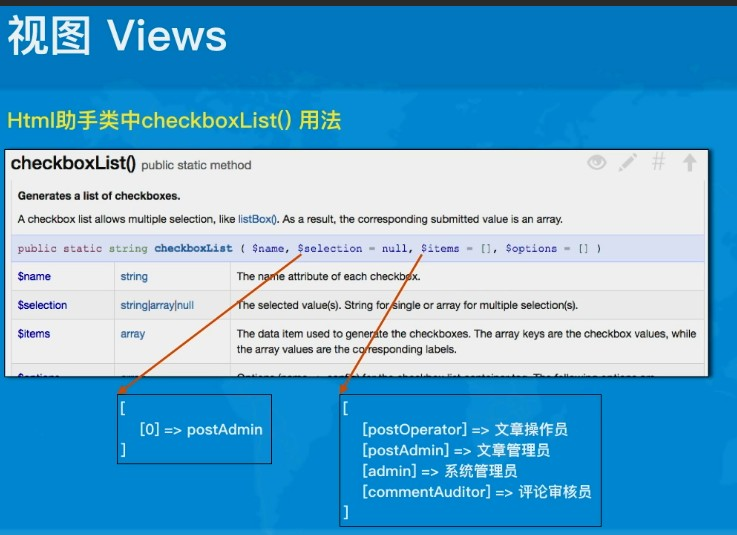 视图 Views
Html助手类中checkboxList() 用法
checkboxList() public static method
Generates a list of checkboxes.
A checkbox list allows multiple selection, like listBox(). As a result, the corresponding submitted value is an array.
public static string checkboxList ( $name, $selection = null, $items = [], $options = [] )
$name string The name attribute of each checkbox.
$selection string|array|null The selected value(s). String for single or array for multiple selection(s).
$items array The data item used to generate the checkboxes. The array keys are the checkbox values, while
the array values are the corresponding labels.
[
[0] => postAdmin
]
[
[postOperator] => 文章操作员
[postAdmin] => 文章管理员
[admin] => 系统管理员
[commentAuditor] => 评论审核员
]